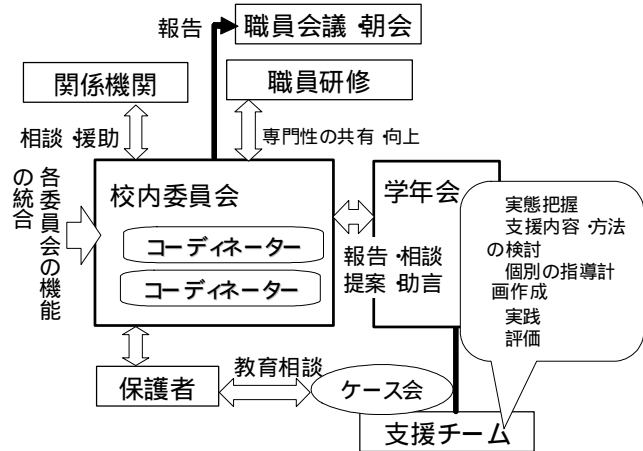 報告
職員会議・朝会
関係機関
職員研修
相談・援助
専門性の共有・向上
各委員会の機能
の統合
校内委員会
コーディネーター
コーディネーター
学年会
報告・相談
提案・助言
実態把握
支援内容・方法
の検討
個別の指導計
画作成
実践
評価
教育相談
保護者
ケース会
支援チーム